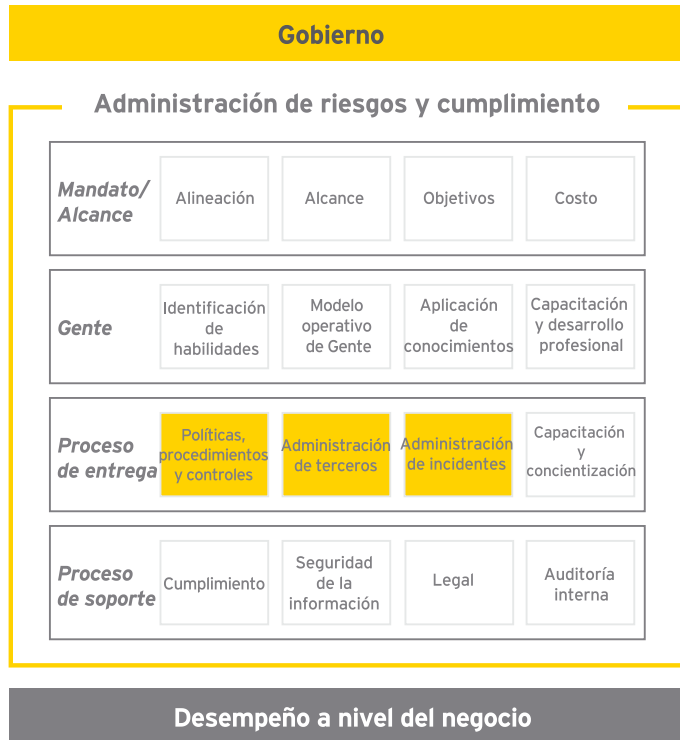 Gobierno
Administración de riesgos y cumplimiento
Mandato/
Alcance
Alineación
Alcance
Objetivos
Costo
Gente
Identificación
de
habilidades
Modelo
operativo
de Gente
Aplicación
de
conocimientos
Capacitación
y desarrollo
profesional
Proceso
de entrega
Políticas,
procedimientos
y controles
Administración
de terceros
Administración
de incidentes
Capacitación
y
concientización
Proceso
de soporte
Cumplimiento
Seguridad
de la
información
Legal
Auditoría
interna
Desempeño a nivel del negocio